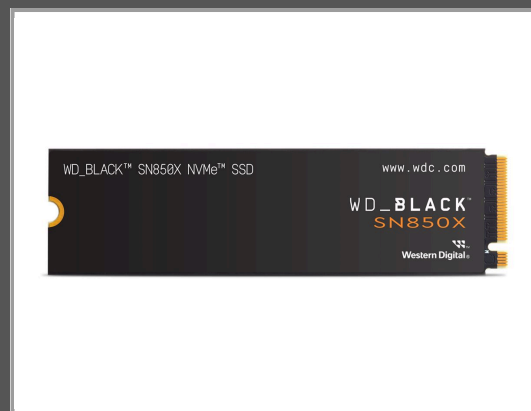 WD_BLACK™ SN850X NVMe™ SSD
www.wdc.com
WD_BLACK™
SN850X
Western Digital®